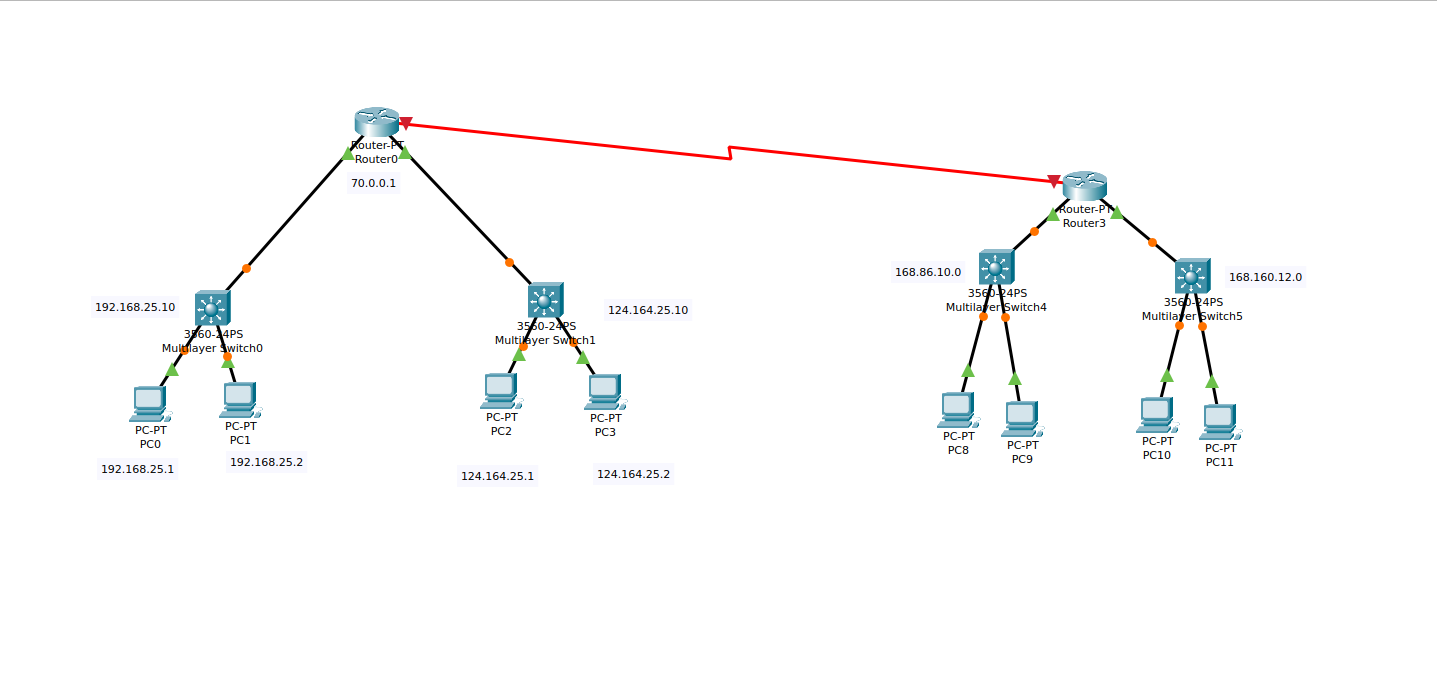 Router-PT
Router0
70.0.0.1
Router-PT
Router3
192.168.25.10
3560-24PS
Multilayer Switch0
3560-24PS
Multilayer Switch1
124.164.25.10
168.86.10.0
3560-24PS
Multilayer Switch4
3560-24PS
Multilayer Switch5
168.160.12.0
PC-PT
PC0
192.168.25.1
PC-PT
PC1
192.168.25.2
PC-PT
PC2
124.164.25.1
PC-PT
PC3
124.164.25.2
PC-PT
PC8
PC-PT
PC9
PC-PT
PC10
PC-PT
PC11